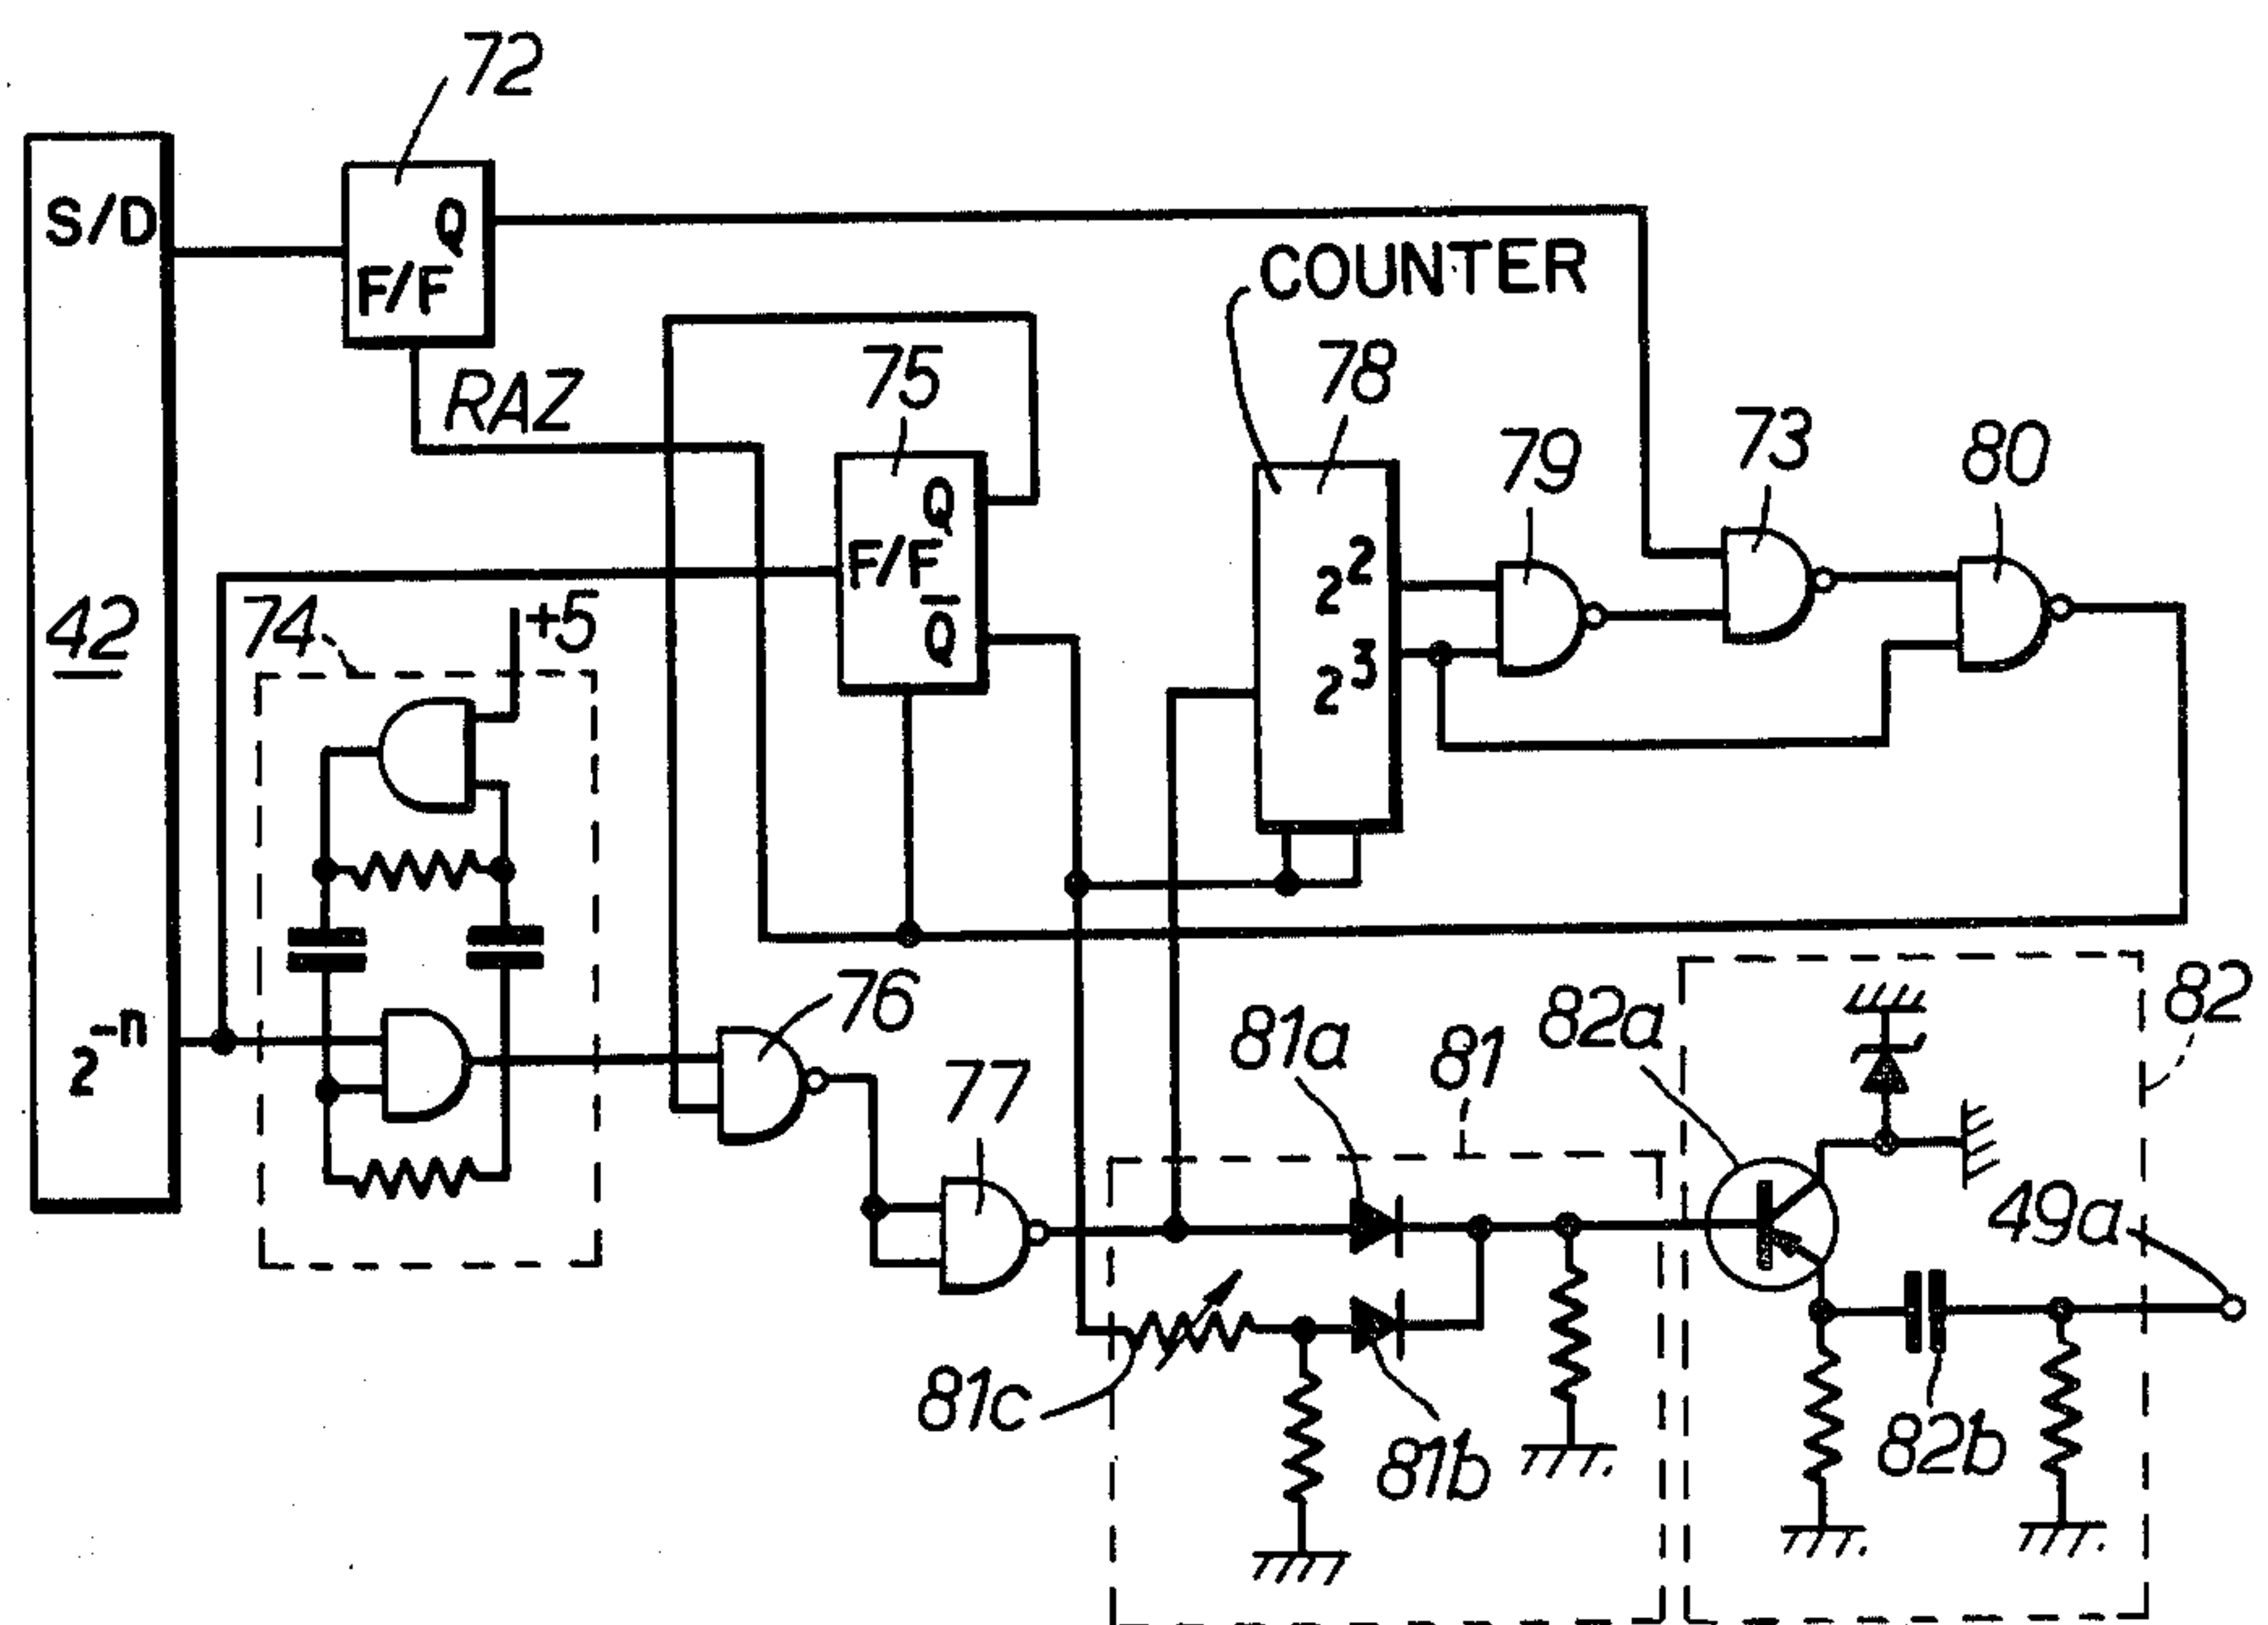 72
S/D
Q
F/F
COUNTER
RAZ
75
78
Q
F/F
Q̅
79
73
80
2²
2³
42
74
+5
2⁻ⁿ
76
77
81a
81
82a
82
49a
81c
81b
82b